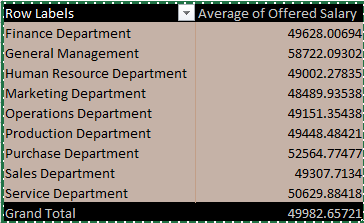 Row Labels Average of Offered Salary
Finance Department 49628.00694
General Management 58722.09302
Human Resource Department 49002.27835
Marketing Department 48489.93538
Operations Department 49151.35438
Production Department 49448.48421
Purchase Department 52564.77477
Sales Department 49307.7134
Service Department 50629.88418
Grand Total 49982.65721